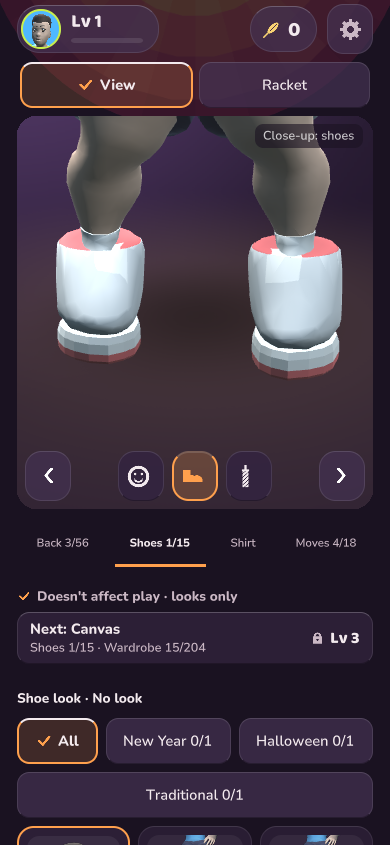 Lv 1
0
View
Racket
Close-up: shoes
Back 3/56
Shoes 1/15
Shirt
Moves 4/18
Doesn't affect play · looks only
Next: Canvas
Shoes 1/15 · Wardrobe 15/204
Lv 3
Shoe look · No look
All
New Year 0/1
Halloween 0/1
Traditional 0/1